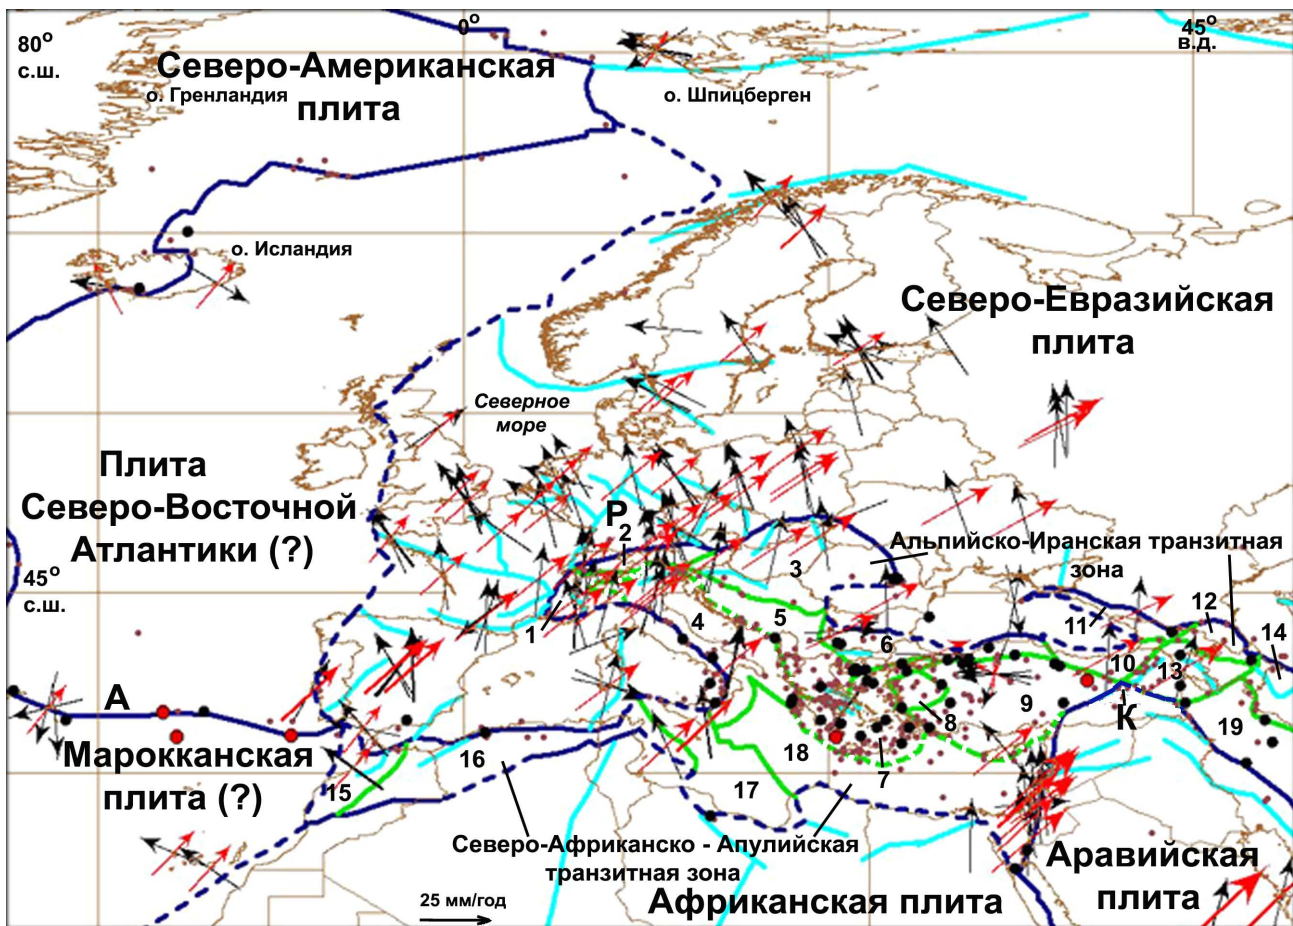 0°
45°
в.д.
80°
с.ш.
Северо-Американская
плита
о. Гренландия
о. Шпицберген
о. Исландия
Северо-Евразийская
плита
Северное
море
Плита
Северо-Восточной
Атлантики (?)
Р
2
Альпийско-Иранская транзитная
зона
3
45°
с.ш.
1
4
5
6
11
12
14
10
13
А
9
К
8
19
Марокканская
плита (?)
16
18
7
15
17
Северо-Африканско - Апулийская
транзитная зона
Аравийская
плита
Африканская плита
25 мм/год